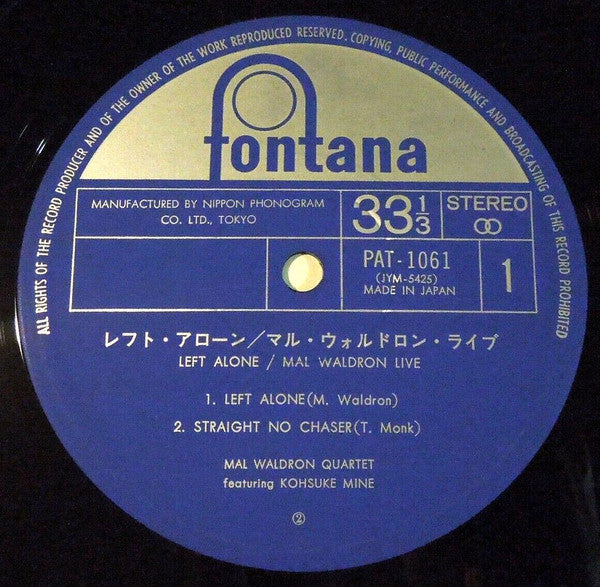 ALL RIGHTS OF THE RECORD PRODUCER AND OF THE OWNER OF THE WORK REPRODUCED RESERVED. COPYING, PUBLIC PERFORMANCE AND BROADCASTING OF THIS RECORD PROHIBITED
fontana
MANUFACTURED BY NIPPON PHONOGRAM
CO. LTD., TOKYO
33 1/3
STEREO
PAT-1061
(JYM-5425)
MADE IN JAPAN
1
レフト・アローン/マル・ウォルドロン・ライブ
LEFT ALONE / MAL WALDRON LIVE
1. LEFT ALONE(M. Waldron)
2. STRAIGHT NO CHASER(T. Monk)
MAL WALDRON QUARTET
featuring KOHSUKE MINE
②